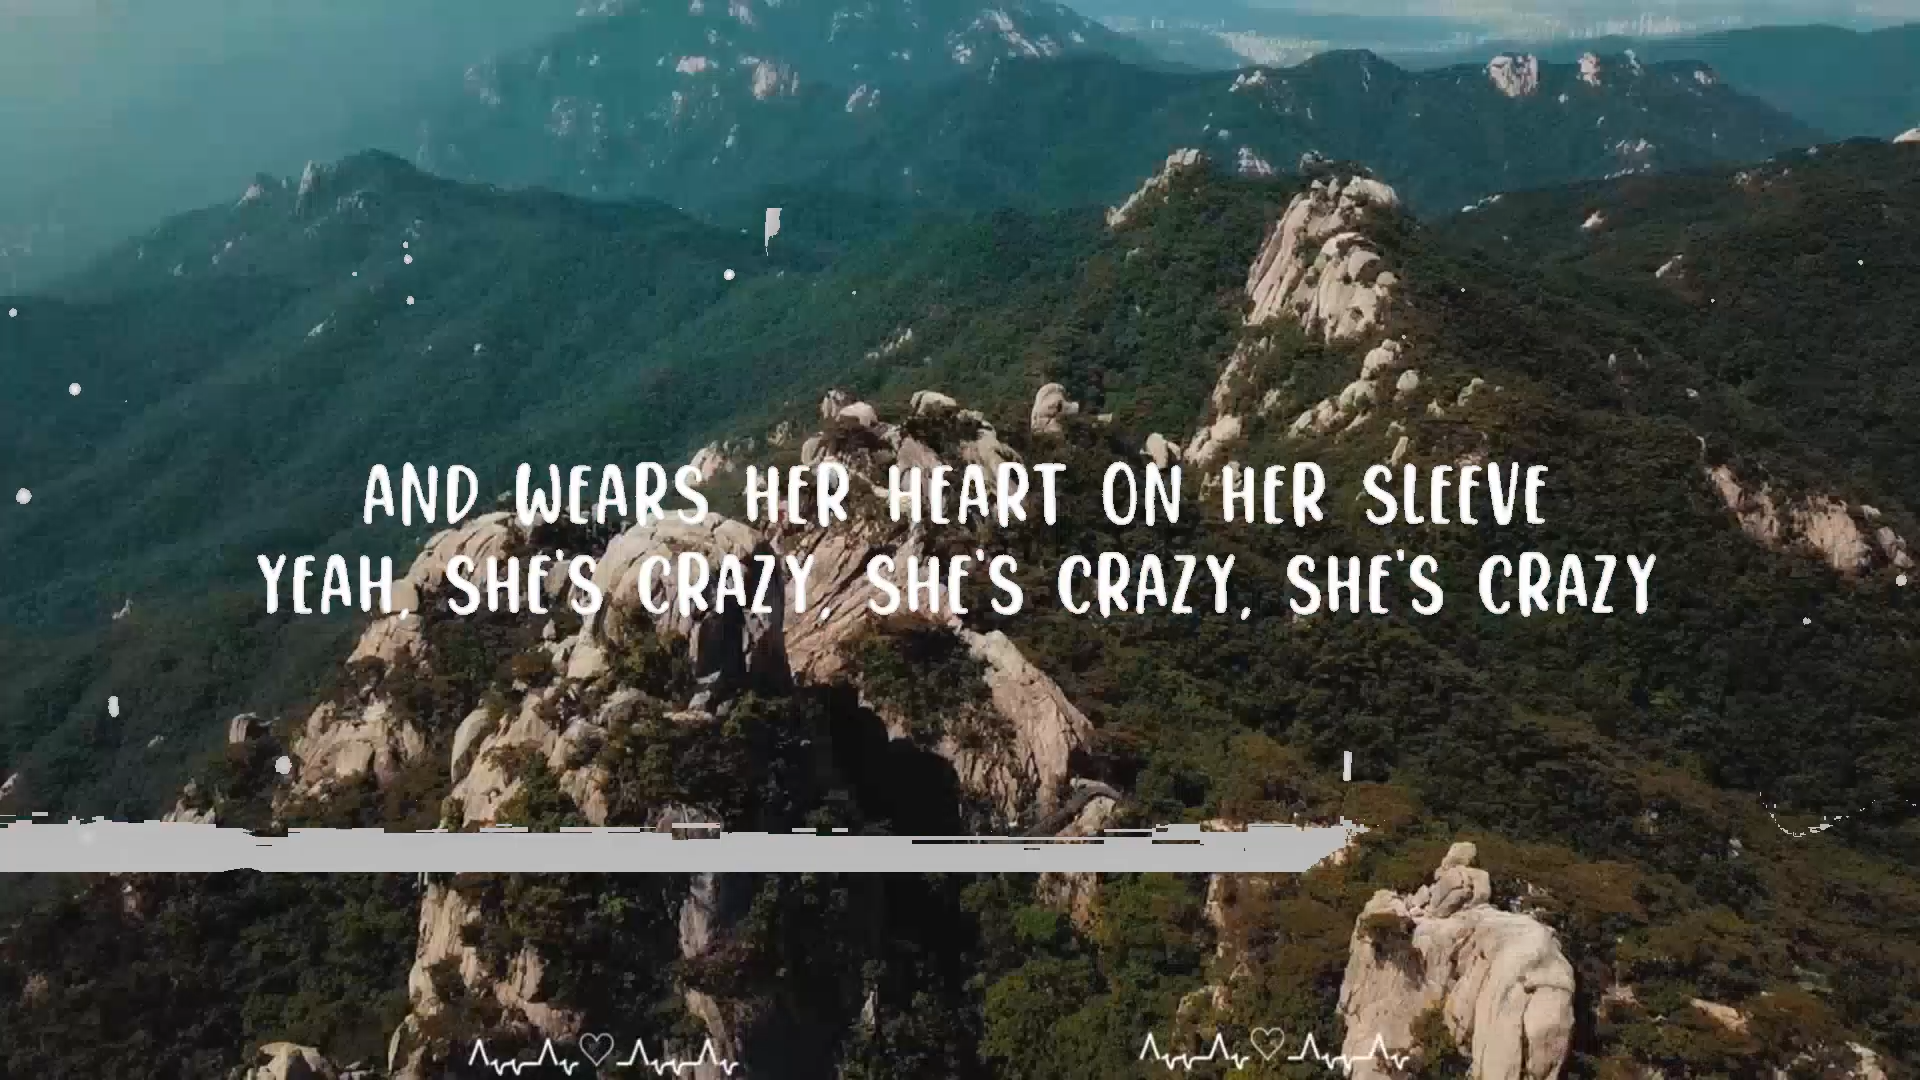 AND WEARS HER HEART ON HER SLEEVE
YEAH, SHE'S CRAZY, SHE'S CRAZY, SHE'S CRAZY